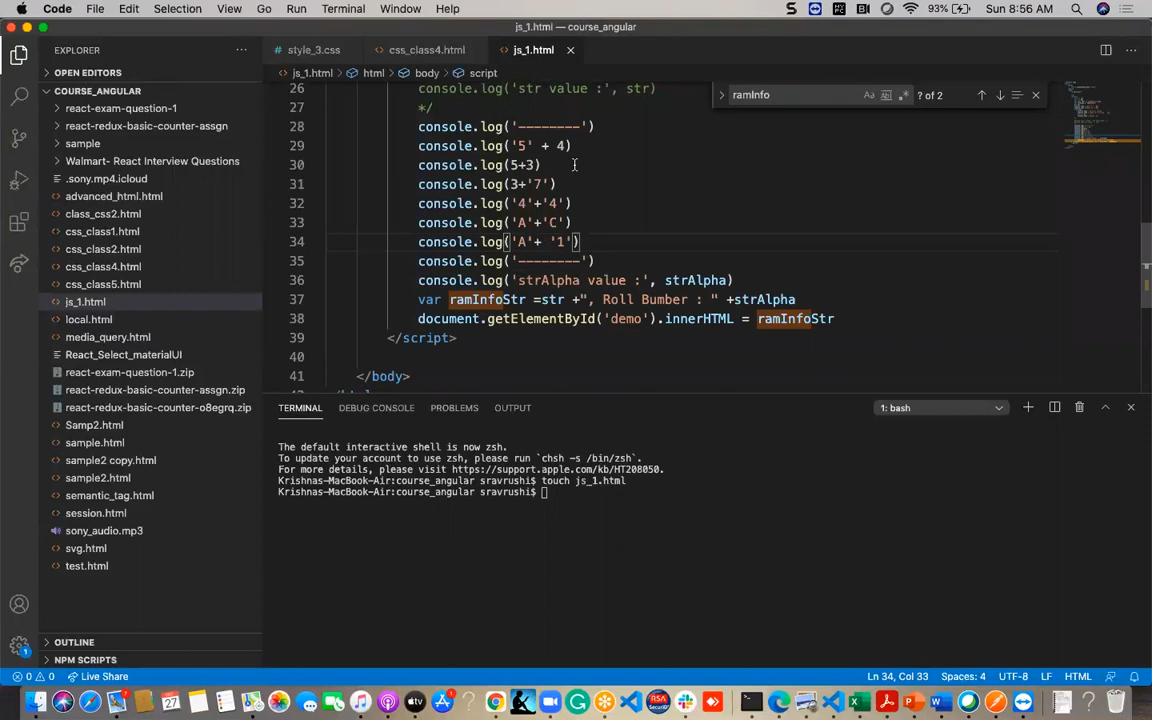 Code File Edit Selection View Go Run Terminal Window Help 93% Sun 8:56 AM
js_1.html — course_angular
EXPLORER
OPEN EDITORS
COURSE_ANGULAR
react-exam-question-1
react-redux-basic-counter-assgn
sample
Walmart- React Interview Questions
.sony.mp4.icloud
advanced_html.html
class_css2.html
css_class1.html
css_class2.html
css_class4.html
css_class5.html
js_1.html
local.html
media_query.html
React_Select_materialUI
react-exam-question-1.zip
react-redux-basic-counter-assgn.zip
react-redux-basic-counter-o8egrq.zip
Samp2.html
sample.html
sample2 copy.html
sample2.html
semantic_tag.html
session.html
sony_audio.mp3
svg.html
test.html
OUTLINE
NPM SCRIPTS
style_3.css css_class4.html js_1.html
js_1.html > html > body > script
ramInfo Aa Ab ? of 2
26 console.log('str value :', str)
27 */
28 console.log('--------')
29 console.log('5' + 4)
30 console.log(5+3)
31 console.log(3+'7')
32 console.log('4'+'4')
33 console.log('A'+'C')
34 console.log('A'+ '1')
35 console.log('--------')
36 console.log('strAlpha value :', strAlpha)
37 var ramInfoStr =str +", Roll Bumber : " +strAlpha
38 document.getElementById('demo').innerHTML = ramInfoStr
39 </script>
40
41 </body>
TERMINAL DEBUG CONSOLE PROBLEMS OUTPUT 1: bash
The default interactive shell is now zsh.
To update your account to use zsh, please run `chsh -s /bin/zsh`.
For more details, please visit https://support.apple.com/kb/HT208050.
Krishnas-MacBook-Air:course_angular sravrushi$ touch js_1.html
Krishnas-MacBook-Air:course_angular sravrushi$
0 0 Live Share Ln 34, Col 33 Spaces: 4 UTF-8 LF HTML